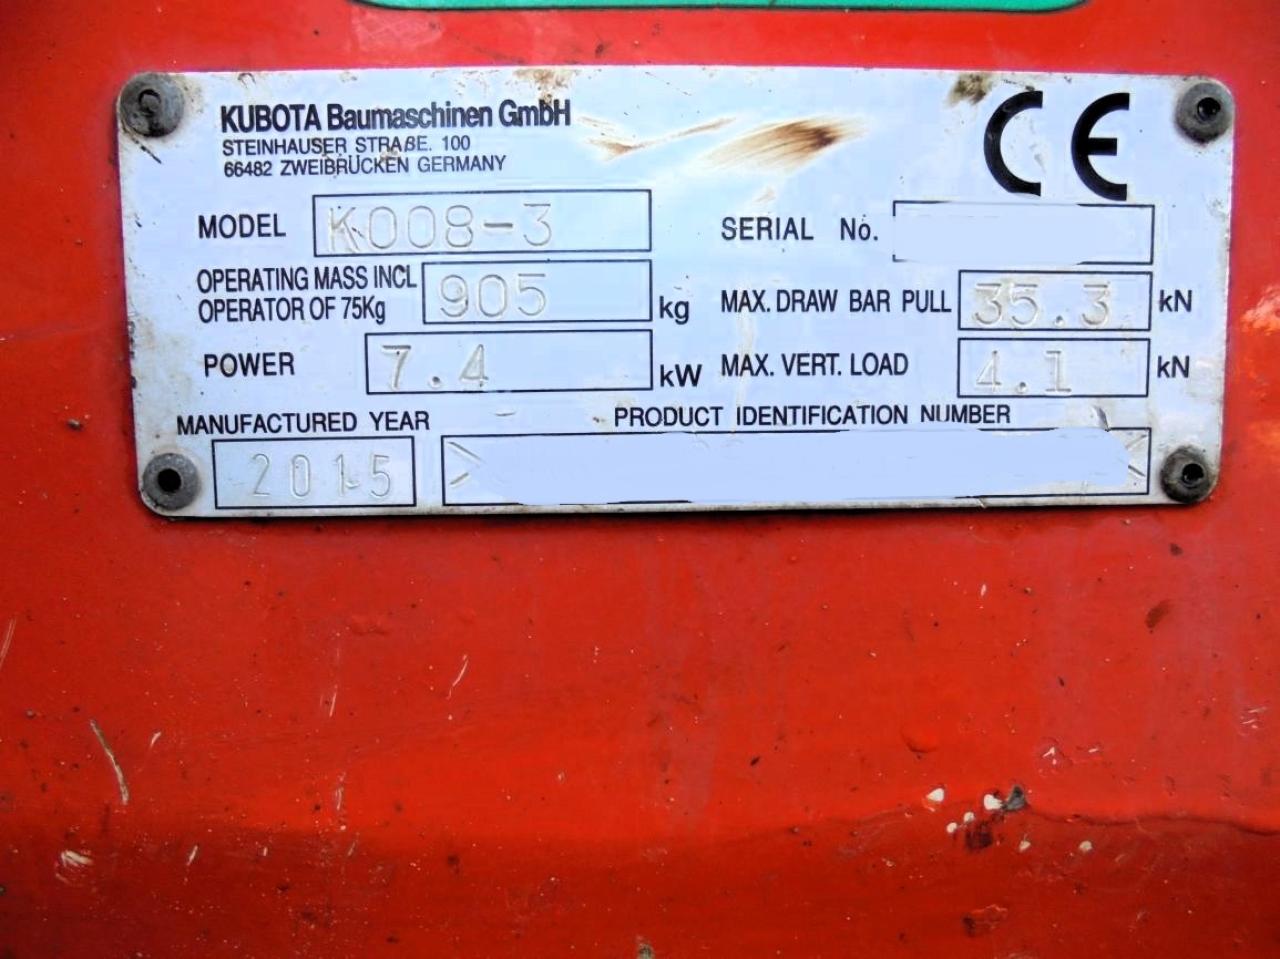 KUBOTA Baumaschinen GmbH
STEINHAUSER STRAßE. 100
66482 ZWEIBRÜCKEN GERMANY
CE
MODEL K008-3
SERIAL No.
OPERATING MASS INCL
OPERATOR OF 75Kg 905 kg
MAX. DRAW BAR PULL 35.3 kN
POWER 7.4 kW
MAX. VERT. LOAD 4.1 kN
MANUFACTURED YEAR
2015
PRODUCT IDENTIFICATION NUMBER